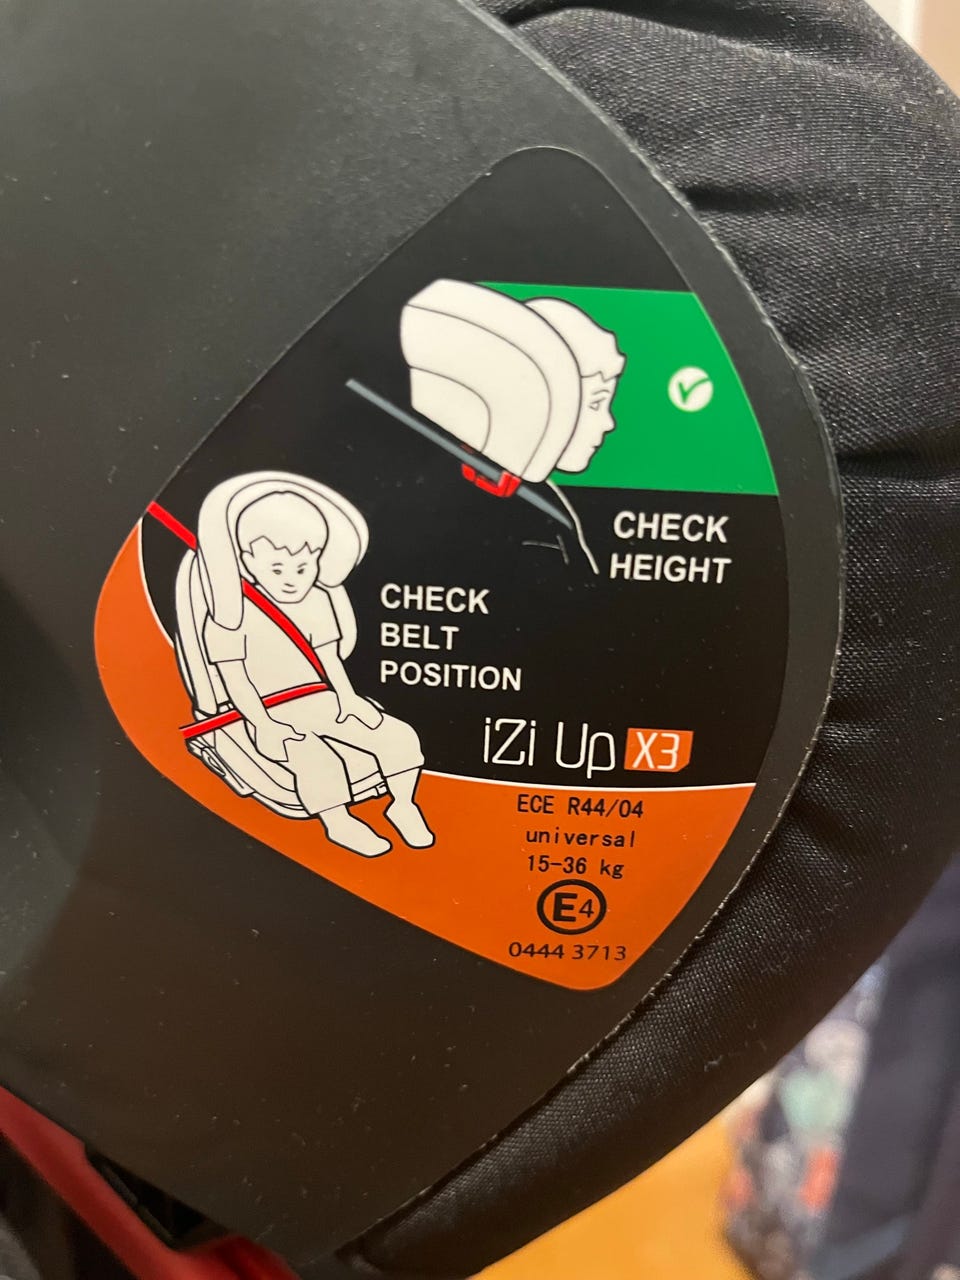 CHECK
HEIGHT
CHECK
BELT
POSITION
iZi Up X3
ECE R44/04
universal
15-36 kg
E4
0444 3713